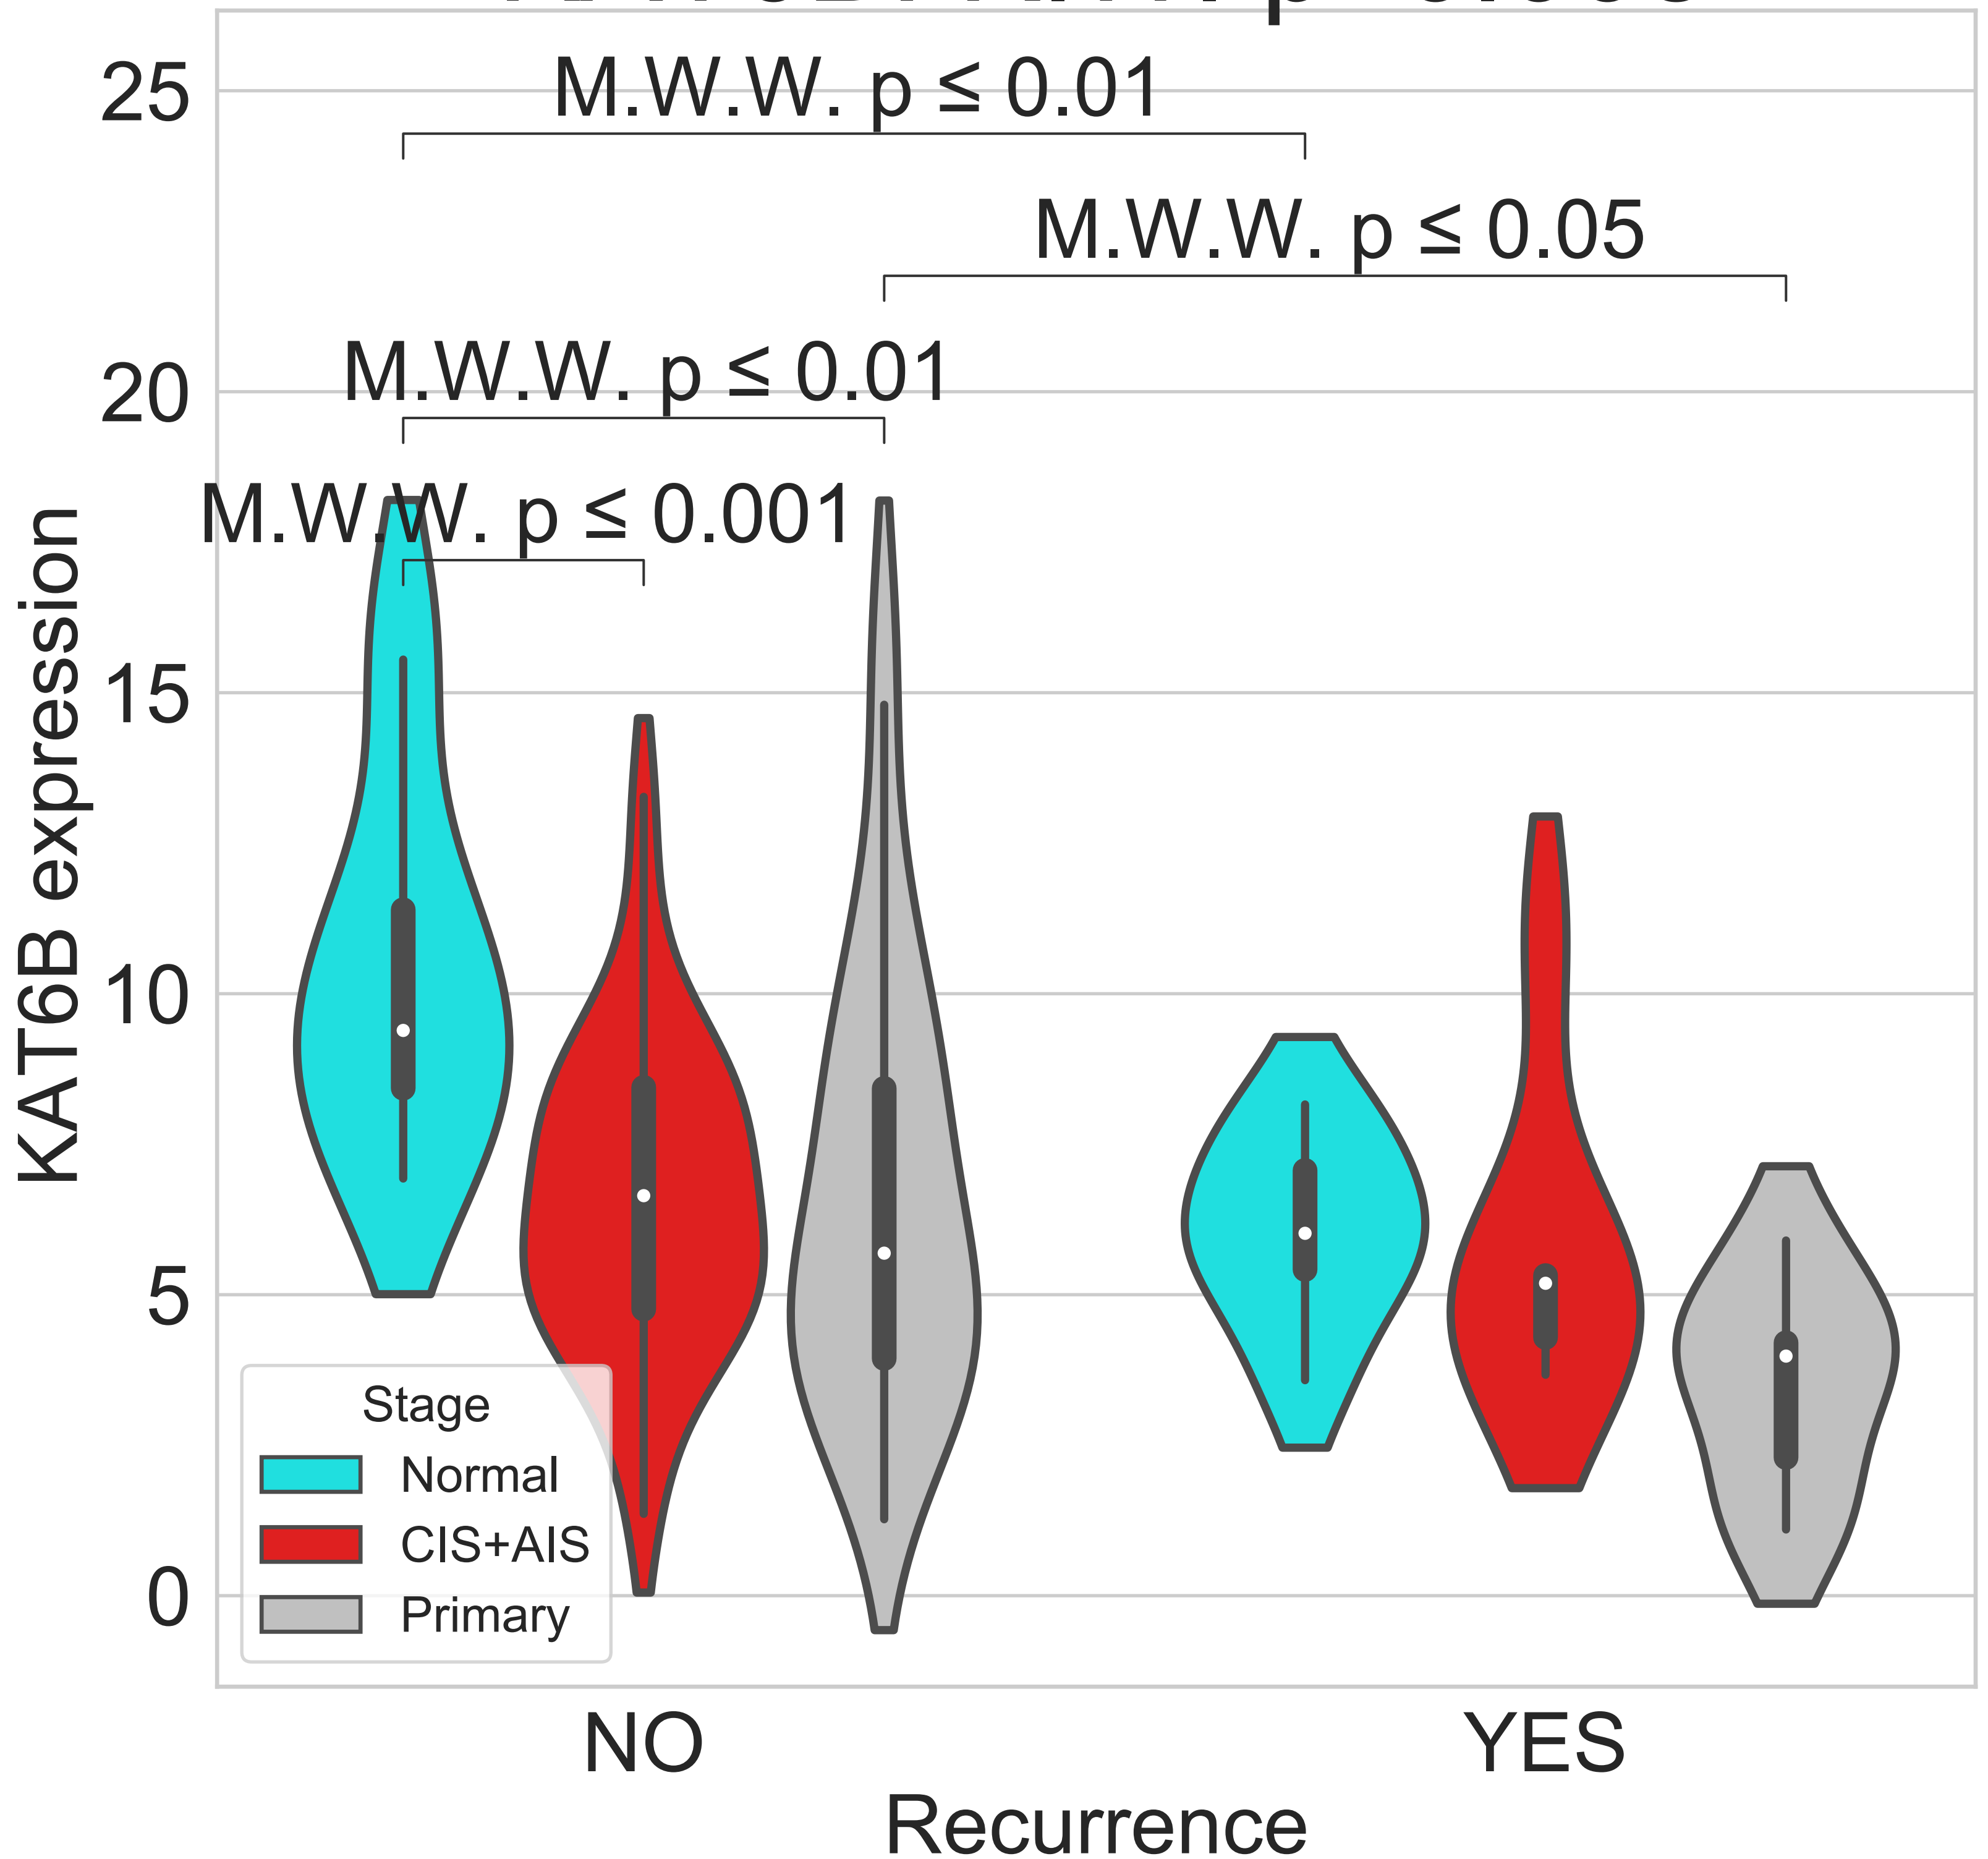 M.W.W. p ≤ 0.01
M.W.W. p ≤ 0.05
M.W.W. p ≤ 0.01
M.W.W. p ≤ 0.001
25
20
15
10
5
0
KAT6B expression
Stage
Normal
CIS+AIS
Primary
NO
YES
Recurrence